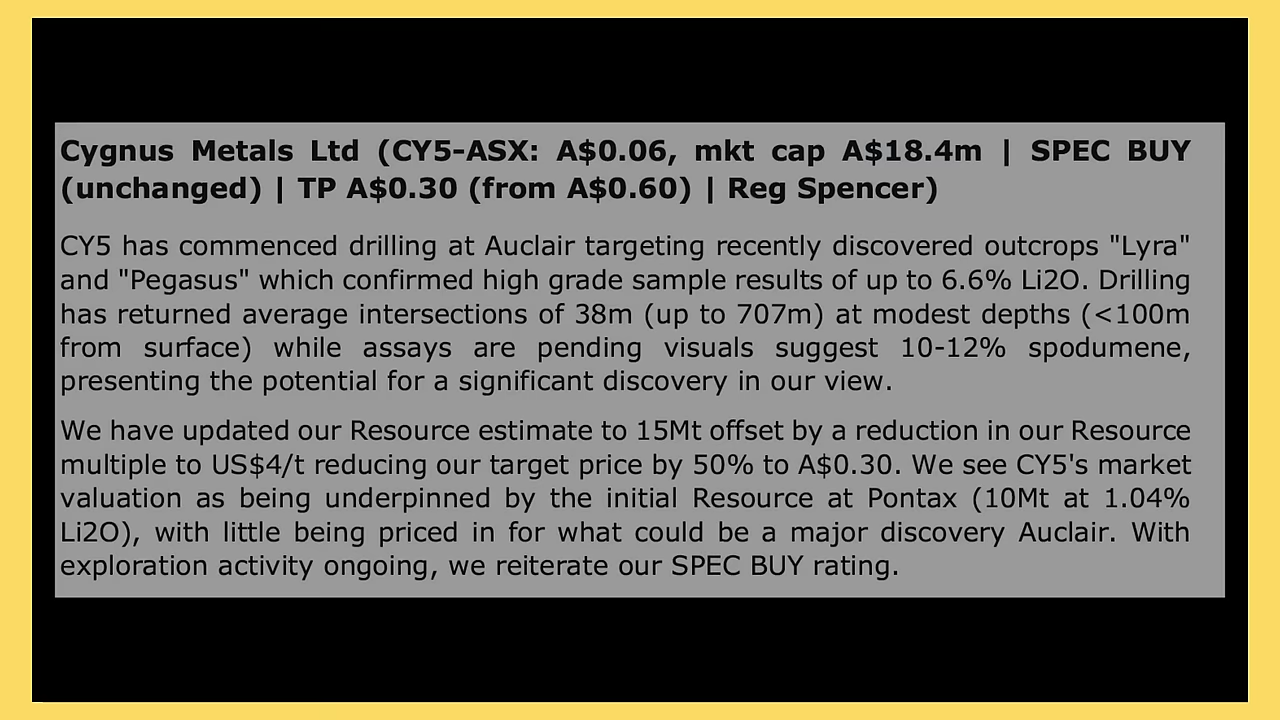 Cygnus Metals Ltd (CY5-ASX: A$0.06, mkt cap A$18.4m | SPEC BUY
(unchanged) | TP A$0.30 (from A$0.60) | Reg Spencer)
CY5 has commenced drilling at Auclair targeting recently discovered outcrops "Lyra"
and "Pegasus" which confirmed high grade sample results of up to 6.6% Li2O. Drilling
has returned average intersections of 38m (up to 707m) at modest depths (<100m
from surface) while assays are pending visuals suggest 10-12% spodumene,
presenting the potential for a significant discovery in our view.
We have updated our Resource estimate to 15Mt offset by a reduction in our Resource
multiple to US$4/t reducing our target price by 50% to A$0.30. We see CY5's market
valuation as being underpinned by the initial Resource at Pontax (10Mt at 1.04%
Li2O), with little being priced in for what could be a major discovery Auclair. With
exploration activity ongoing, we reiterate our SPEC BUY rating.